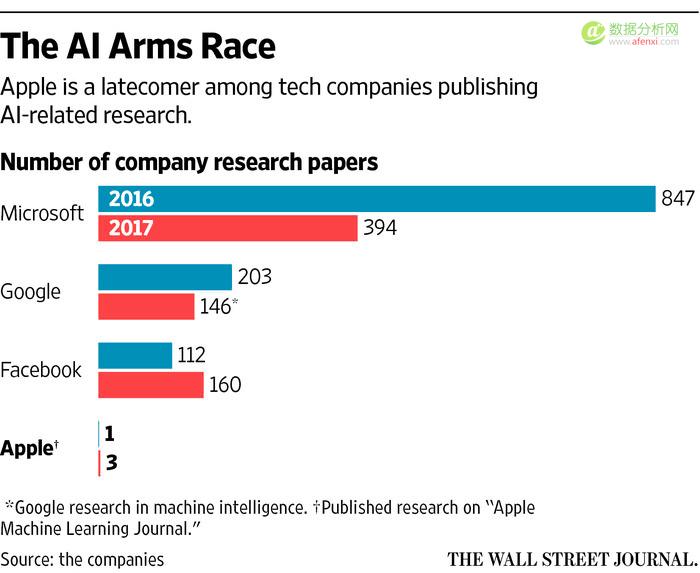 数据分析网
www.afenxi.com
The AI Arms Race
Apple is a latecomer among tech companies publishing
AI-related research.
Number of company research papers
Microsoft
2016
847
2017
394
Google
203
146*
Facebook
112
160
Apple†
1
3
*Google research in machine intelligence. †Published research on “Apple
Machine Learning Journal.”
Source: the companies
THE WALL STREET JOURNAL.